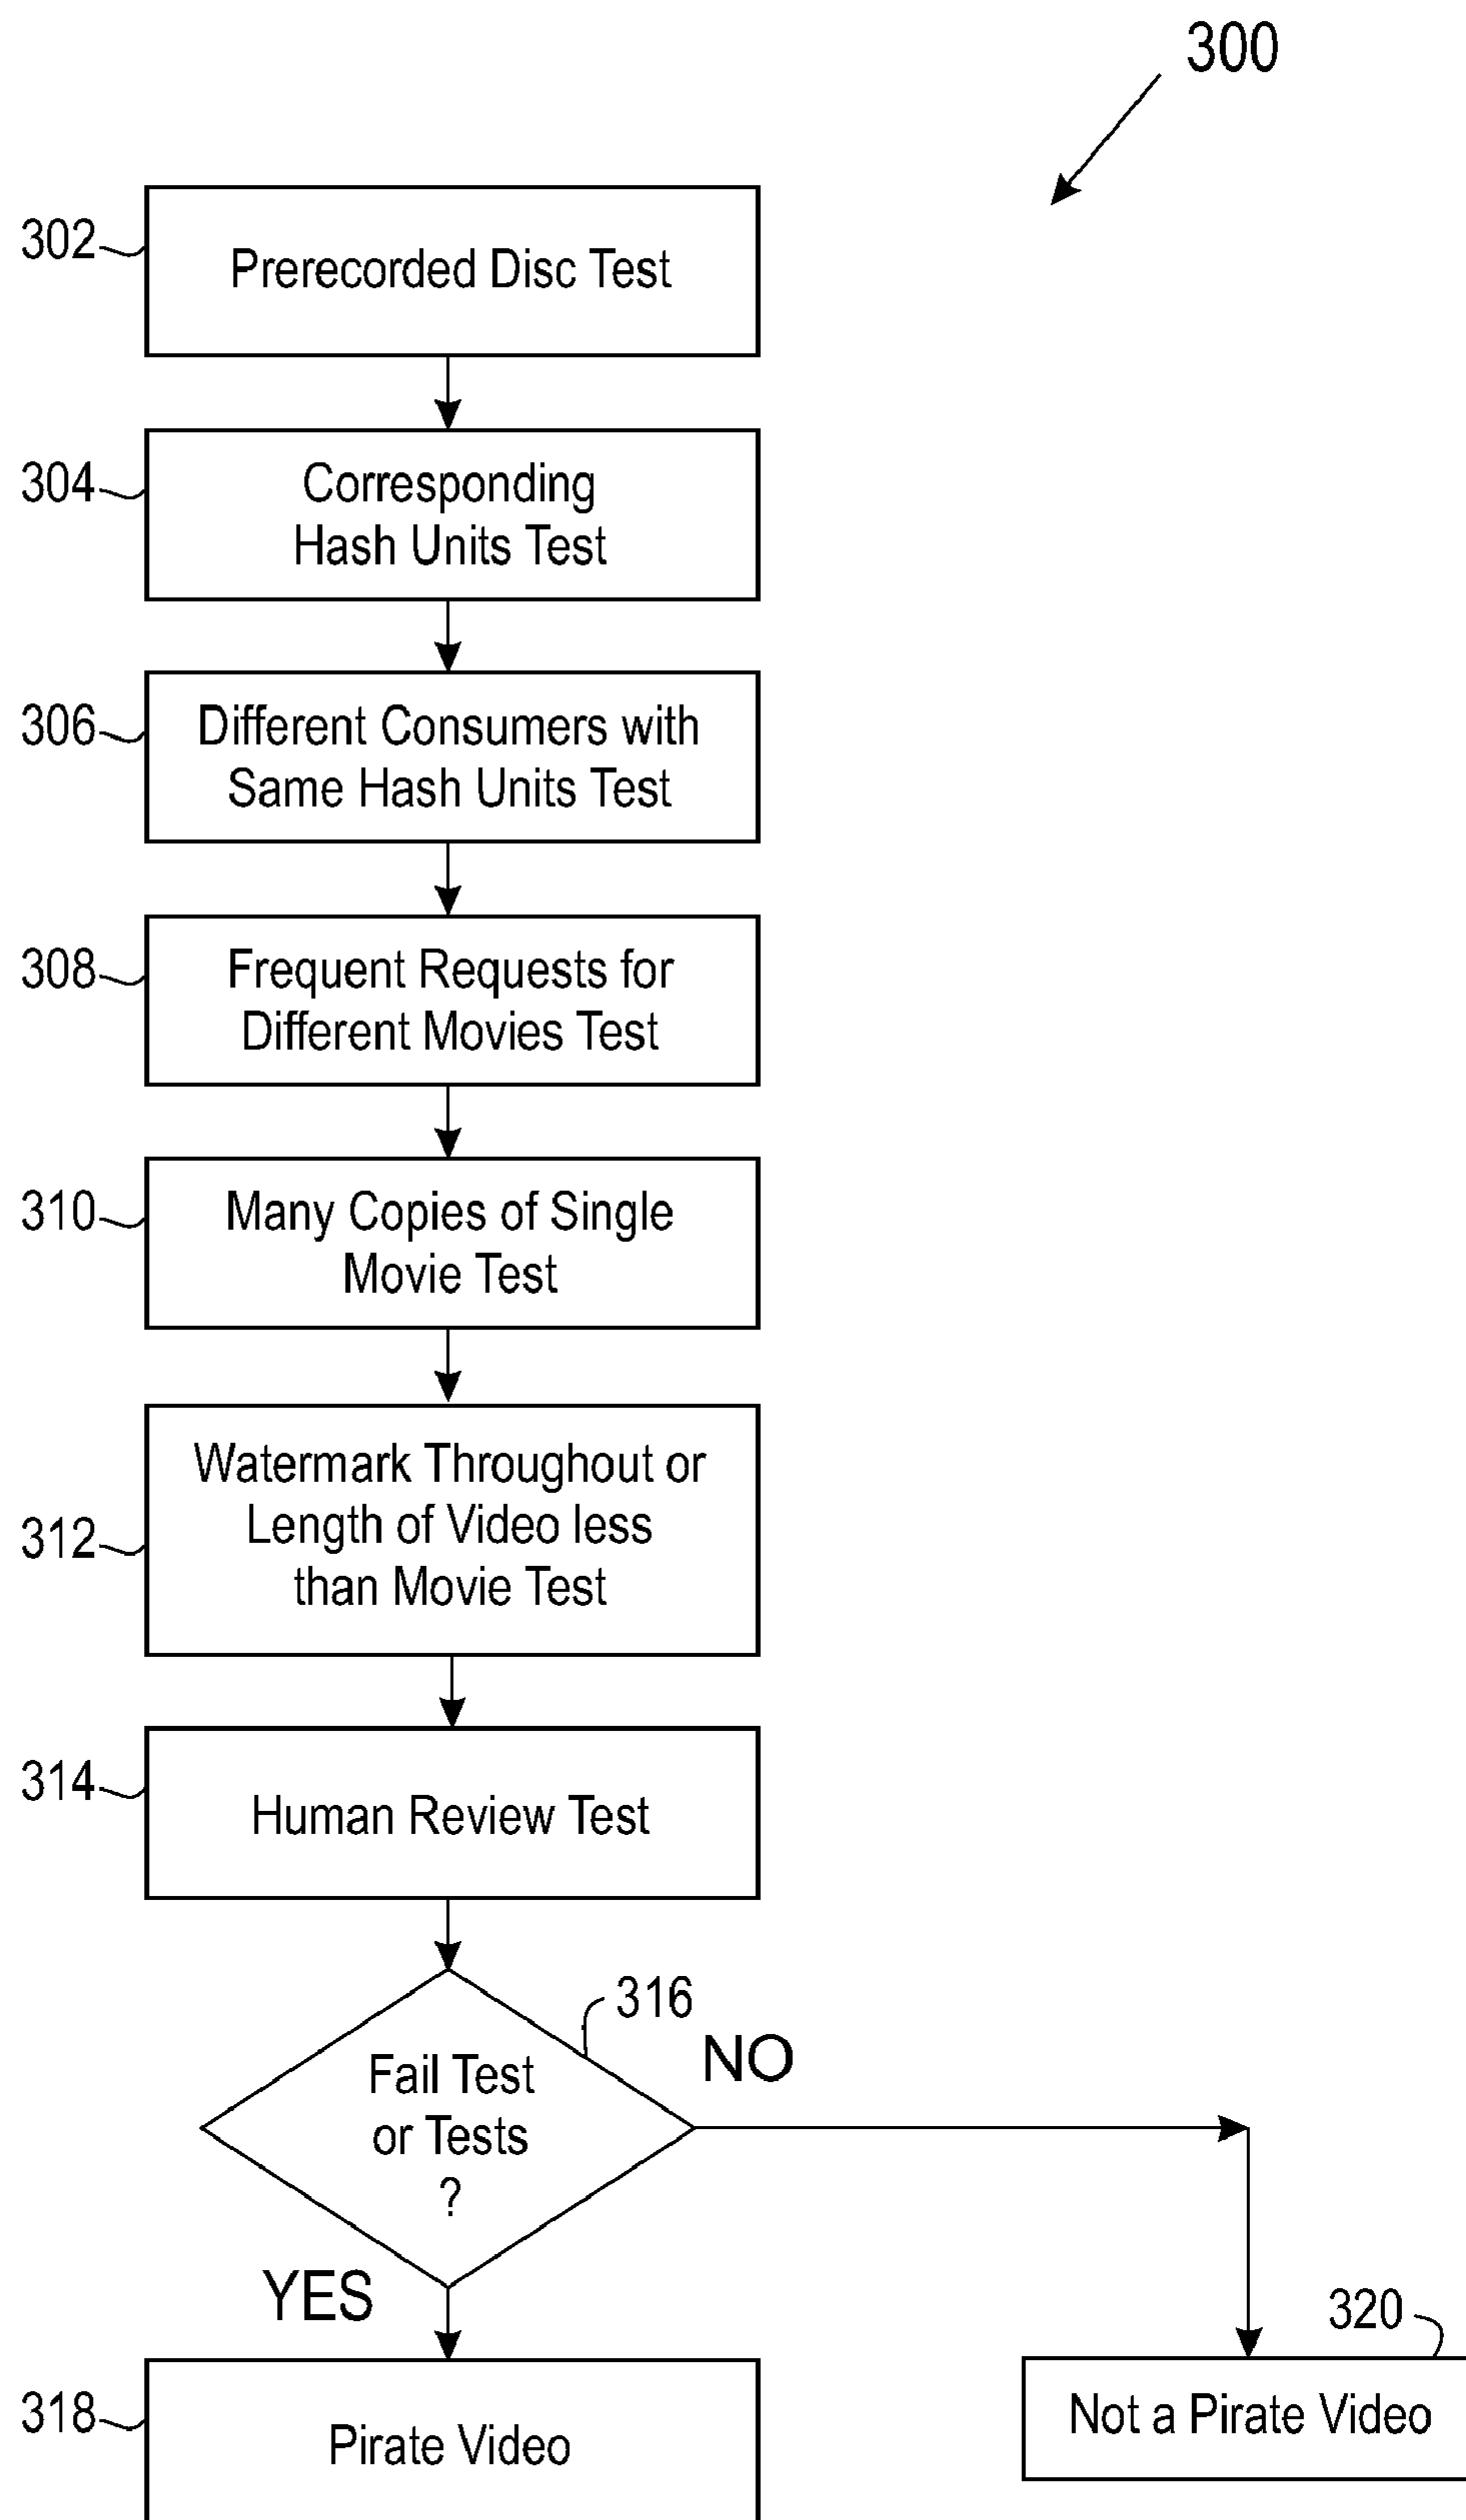 300
302
Prerecorded Disc Test
304
Corresponding
Hash Units Test
306
Different Consumers with
Same Hash Units Test
308
Frequent Requests for
Different Movies Test
310
Many Copies of Single
Movie Test
312
Watermark Throughout or
Length of Video less
than Movie Test
314
Human Review Test
316
Fail Test
or Tests
?
NO
YES
318
Pirate Video
320
Not a Pirate Video